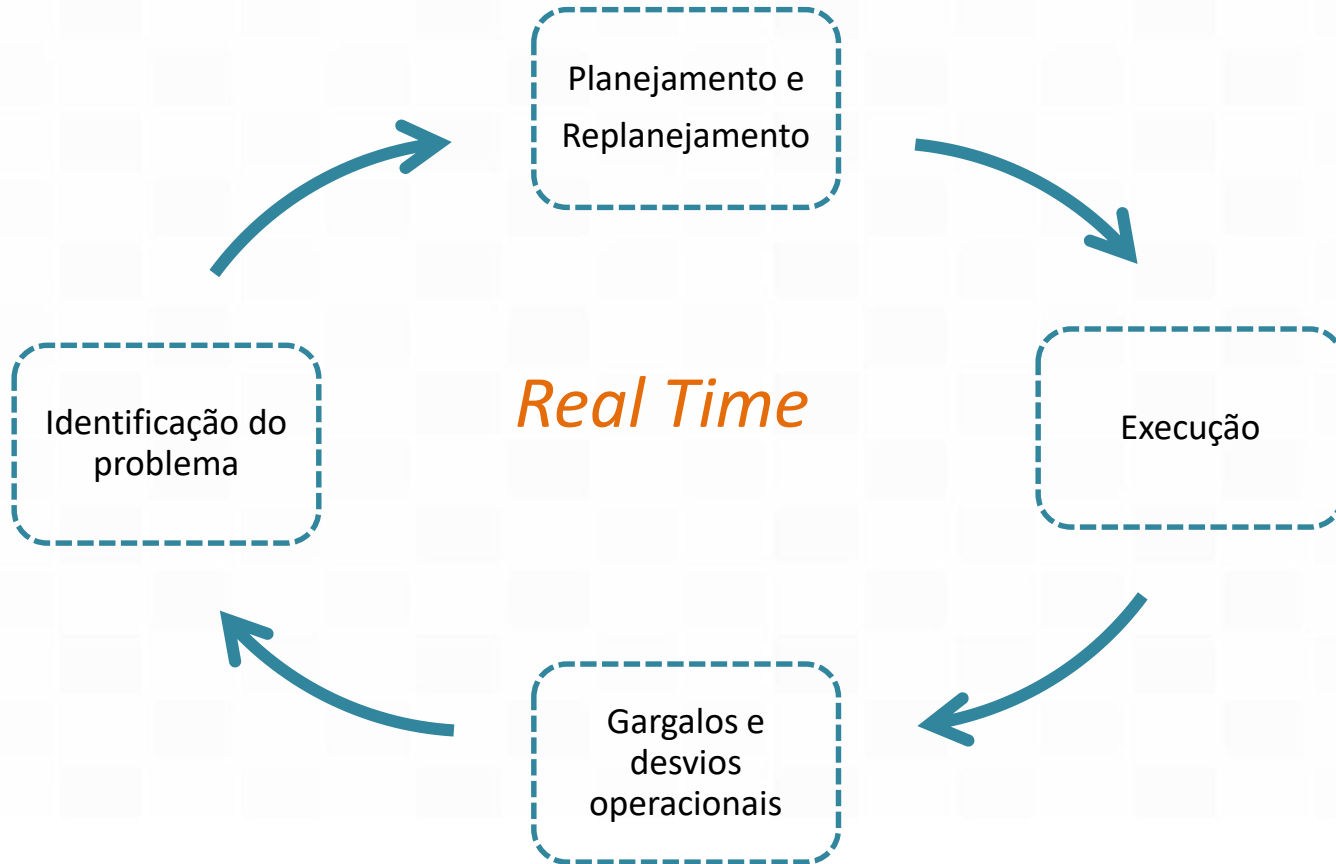 Planejamento e
Replanejamento
Identificação do
problema
Real Time
Execução
Gargalos e
desvios
operacionais